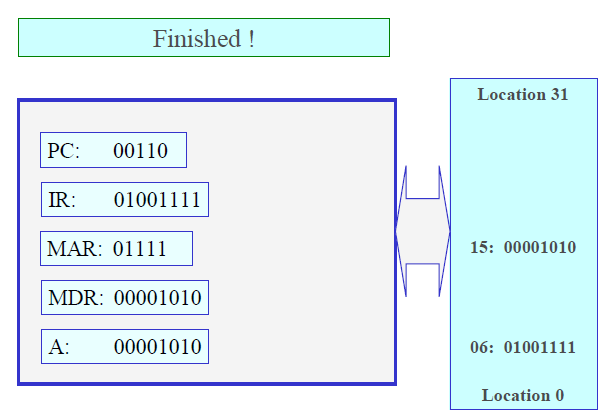 Finished !
PC: 00110
IR: 01001111
MAR: 01111
MDR: 00001010
A: 00001010
Location 31
15: 00001010
06: 01001111
Location 0